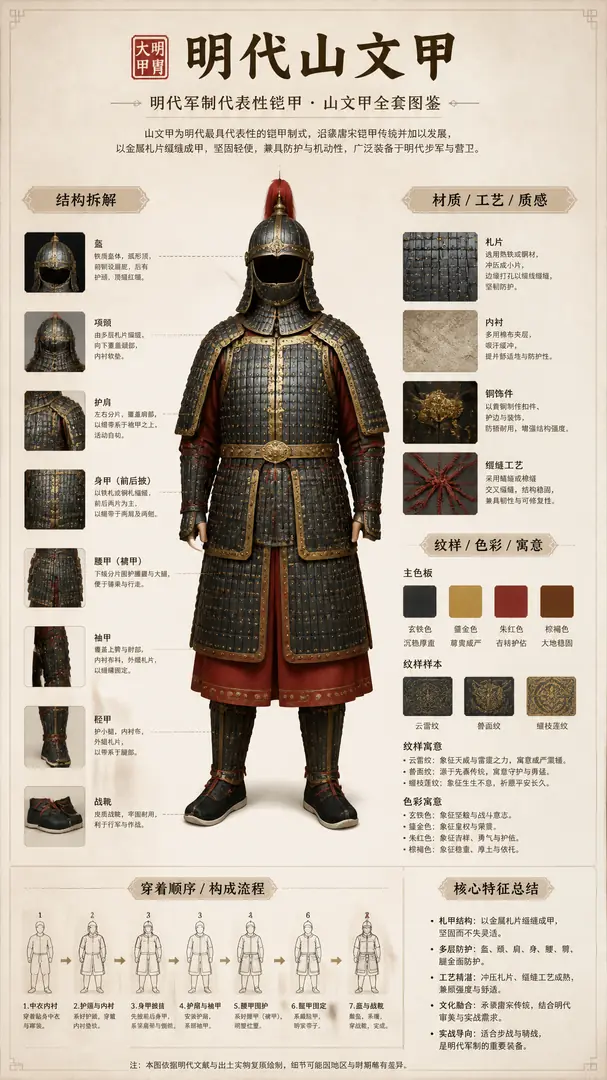 大明
甲胄
明代山文甲
明代军制代表性铠甲 · 山文甲全套图鉴
山文甲为明代最具代表性的铠甲制式，沿袭唐宋铠甲传统并加以发展，
以金属札片缀缝成甲，坚固轻便，兼具防护与机动性，广泛装备于明代步军与营卫。
结构拆解
盔
铁质盔体，弧形顶，
护颈、顶缀红缨。
项颈
由多层札片编缀，
向下覆盖颈部，
内衬软垫。
护肩
左右分片，覆盖肩部，
以绳带系于被甲之上，
活动自如。
身甲（前后披）
以铁札或铜札缀缝，
前后两片为主，
以绳带于两肩及两侧。
腰甲（裙甲）
下缘分片围护腰髋与大腿，
便于骑乘与行走。
袖甲
覆盖上臂与肘部，
内衬布料，外缀札片，
以绳带固定。
胫甲
护小腿，内衬布，
外缀札片，
以带系于腿部。
战靴
皮质战靴，牢固耐用，
利于行军与作战。
材质 / 工艺 / 质感
札片
选用熟铁或钢材，
冲压成小片，
边缘打孔以编线缀缝，
坚韧防护。
内衬
多用棉布夹层，
吸汗缓冲，
提升舒适性与防护性。
铜饰件
以黄铜制作扣件、
护边与装饰，
防锈耐用，增强结构强度。
缀缝工艺
采用蜡线或棉绳
交叉缀缝，结构稳固，
兼具韧性与可修复性。
纹样 / 色彩 / 寓意
主色板
玄铁色
鎏金色
朱红色
棕褐色
沉稳厚重
尊贵威严
吉祥护佑
大地稳固
纹样样本
云雷纹
兽面纹
缠枝莲纹
纹样寓意
• 云雷纹：象征天威与雷霆之力，寓意威严震慑。
• 兽面纹：源于先秦传统，寓意守护与勇猛。
• 缠枝莲纹：象征生生不息，祈愿平安长久。
色彩寓意
• 玄铁色：象征坚毅与战斗意志。
• 鎏金色：象征皇权与荣景。
• 朱红色：象征吉祥、勇气与护佑。
• 棕褐色：象征稳重、厚土与依托。
穿着顺序 / 构成流程
1
2
3
3
4
6
8
1.中衣内衬
穿着贴身中衣
与裤装。
2.护颈与内衬
系好护颈，穿戴
内衬垫纹。
3.身甲披挂
先披前后身甲，
系紧肩带与侧部。
4.护肩与袖甲
安装护肩，
系丽袖甲。
5.腰甲围护
系好腰甲（裙甲），
调整位置。
6.胫甲固定
系戴胫甲，
绑紧带子。
7.盔与战靴
戴盔，系缨，
穿战靴，完成。
核心特征总结
• 札甲结构：以金属札片缀缝成甲，
坚固而不失灵活。
• 多层防护：盔、颈、肩、身、腰、臂、
腿全面防护。
• 工艺精湛：冲压札片、缀缝工艺成熟，
兼顾强度与舒适。
• 文化融合：承袭唐宋传统，结合明代
审美与实战需求。
• 实战导向：适合步战与骑战，
是明代军制的重要装备。
注：本图依据明代文献与出土实物复原绘制，细节可能因地区与时期略有差异。